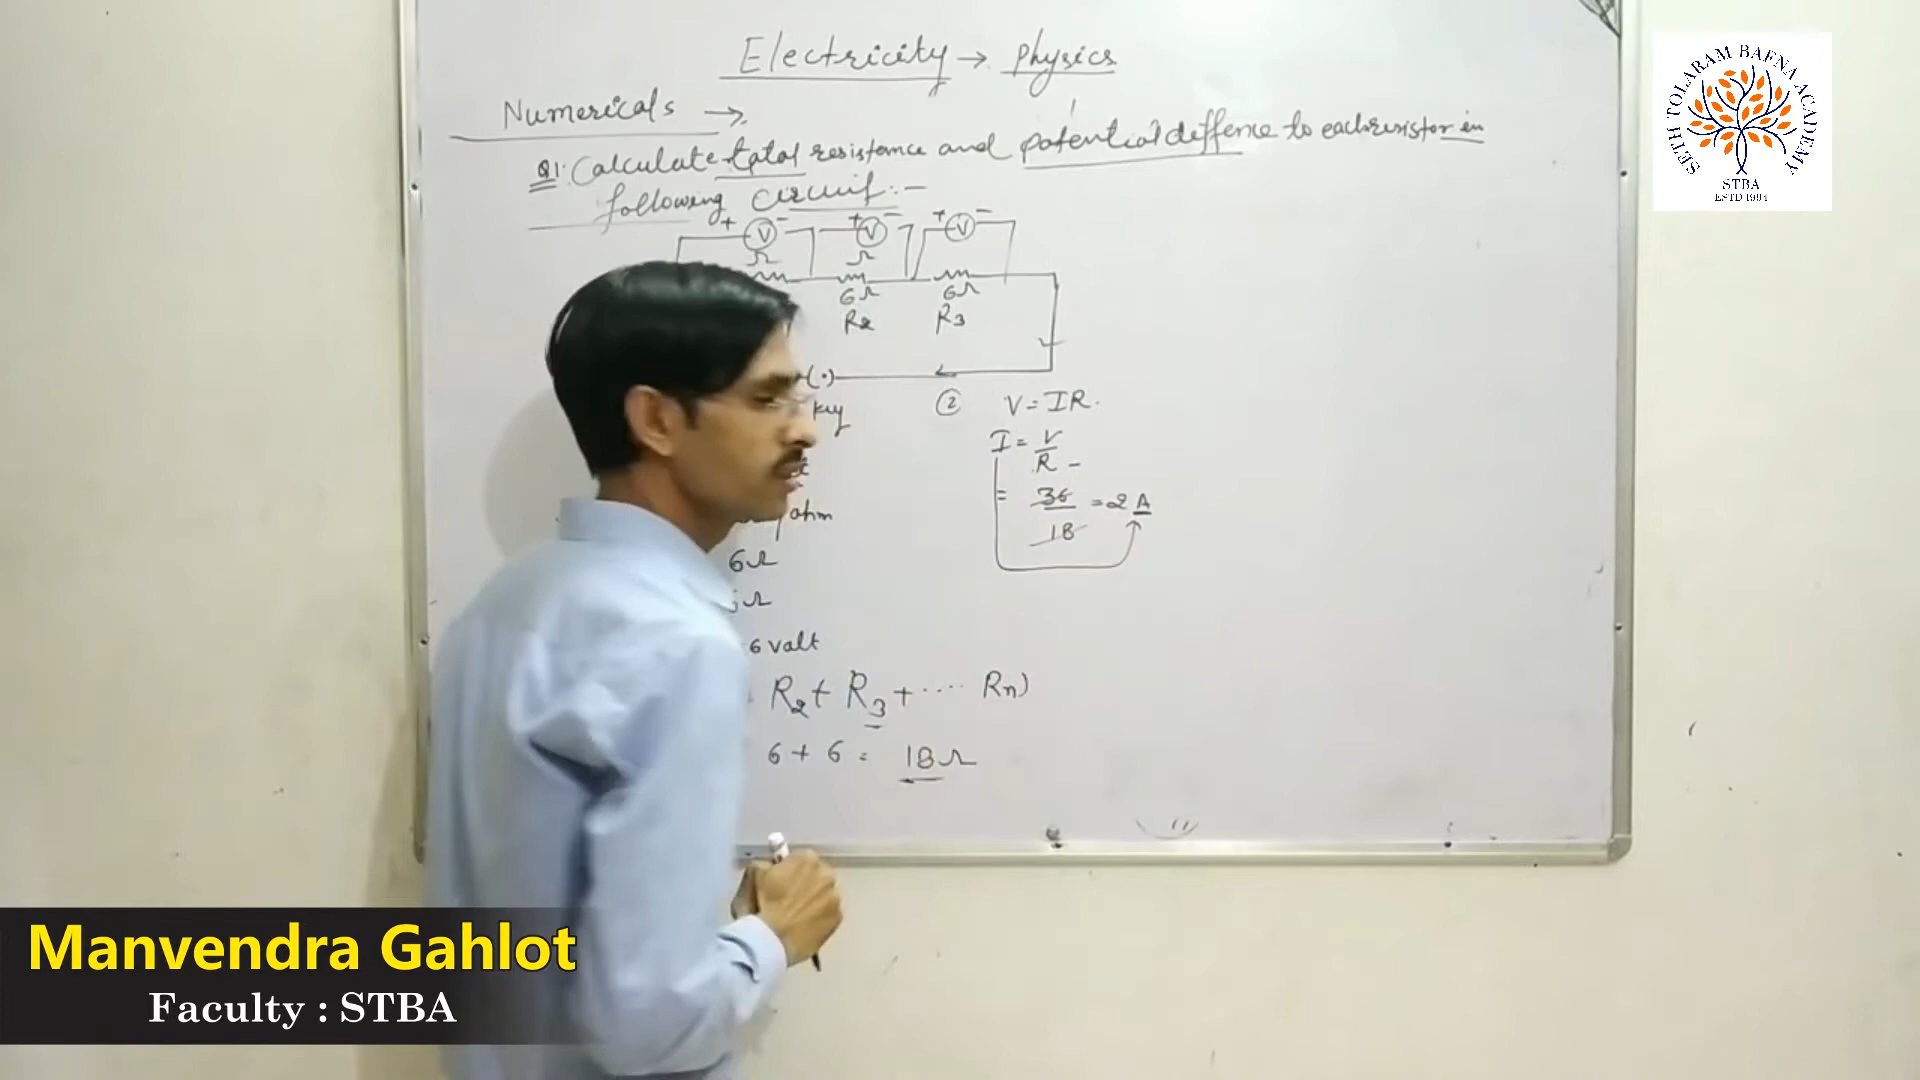 Electricity → Physics
Numericals →
Q1. Calculate total resistance and potential diffence to each resistor in
following circuit :-
+ V - + V - + V -
Ω Ω
6Ω 6Ω
R2 R3
(·)
key
② V = IR.
I = V/R
= 36/18 = 2 A
ohm
6Ω
Ω
6 valt
R2 + R3 + .... Rn)
6 + 6 = 18Ω
SETH TOLARAM BAFNA ACADEMY
STBA
ESTD 1994
Manvendra Gahlot
Faculty : STBA